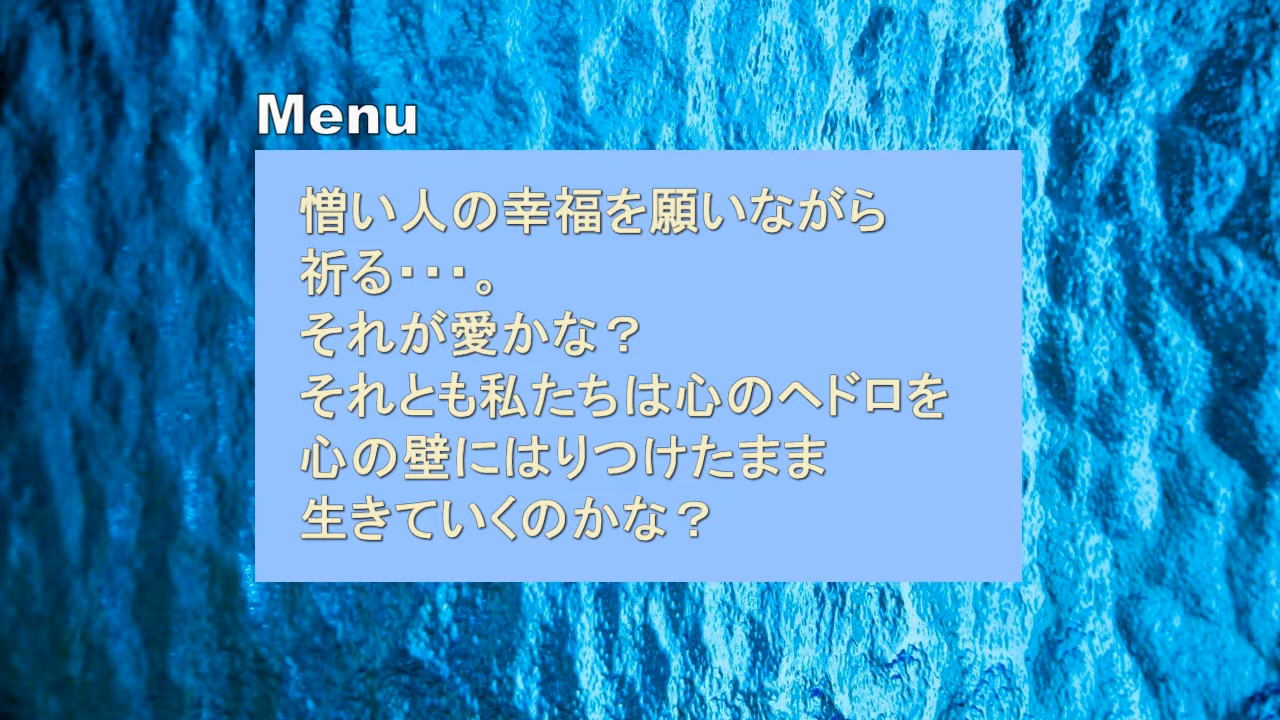 Menu
憎い人の幸福を願いながら
祈る・・・。
それが愛かな？
それとも私たちは心のヘドロを
心の壁にはりつけたまま
生きていくのかな？